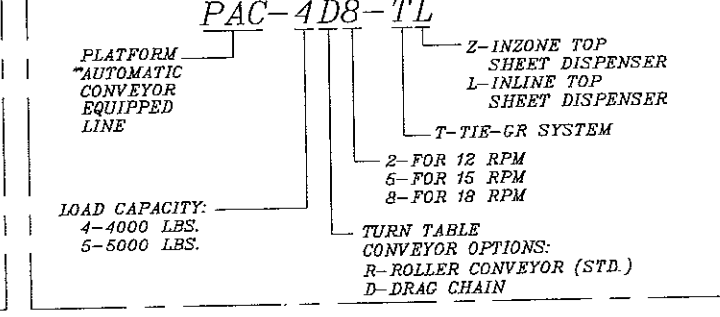 PAC-4D8-TL
PLATFORM
"AUTOMATIC
CONVEYOR
EQUIPPED
LINE
Z-INZONE TOP
SHEET DISPENSER
L-INLINE TOP
SHEET DISPENSER
T-TIE-GR SYSTEM
2-FOR 12 RPM
5-FOR 15 RPM
8-FOR 18 RPM
LOAD CAPACITY:
4-4000 LBS.
5-5000 LBS.
TURN TABLE
CONVEYOR OPTIONS:
R-ROLLER CONVEYOR (STD.)
D-DRAG CHAIN